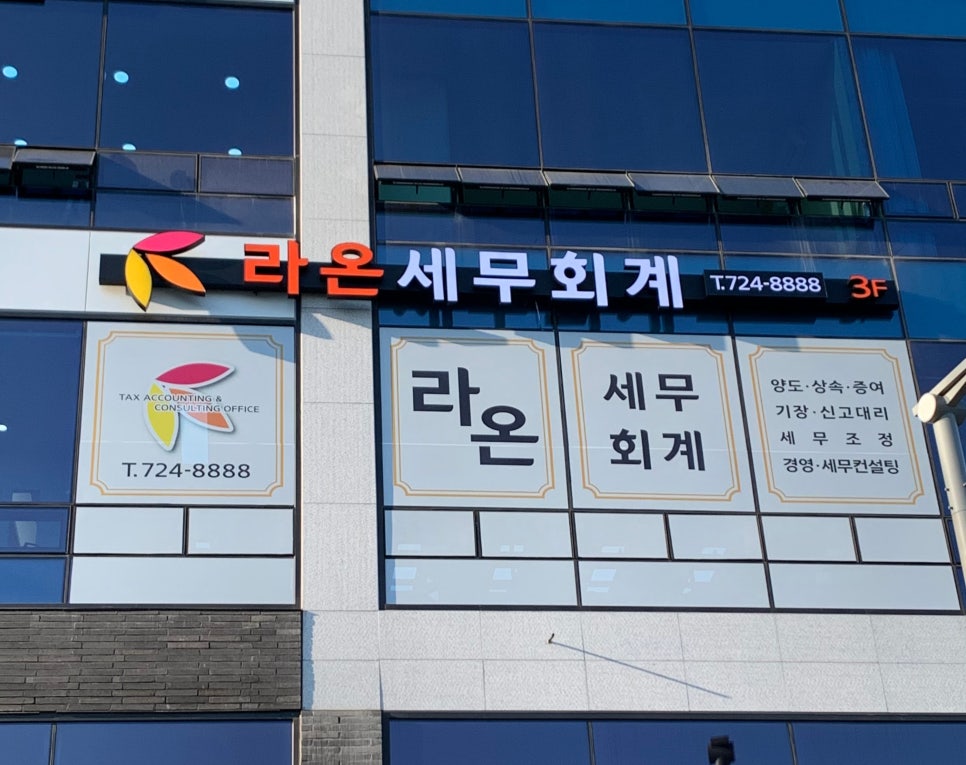 라온세무회계 T.724-8888 3F
TAX ACCOUNTING &
CONSULTING OFFICE
T.724-8888
라온
세무
회계
양도·상속·증여
기장·신고대리
세무조정
경영·세무컨설팅